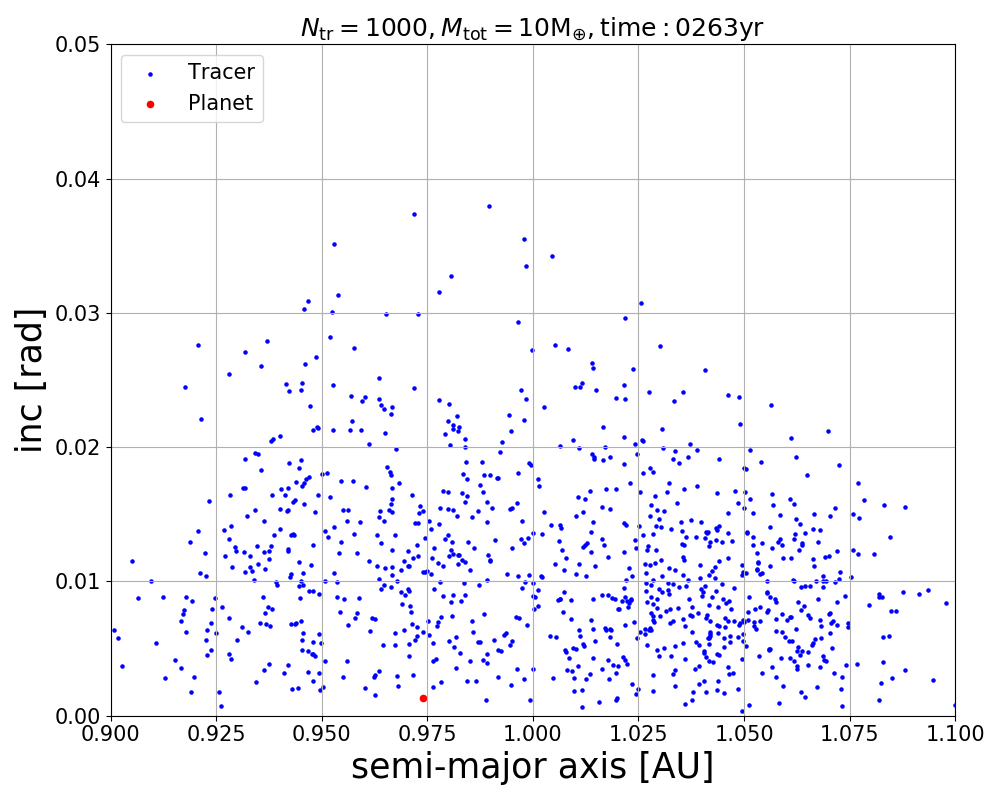 N_tr = 1000, M_tot = 10M_⊕, time : 0263yr
Tracer
Planet
0.05
0.04
0.03
0.02
0.01
0.00
inc [rad]
0.900 0.925 0.950 0.975 1.000 1.025 1.050 1.075 1.100
semi-major axis [AU]